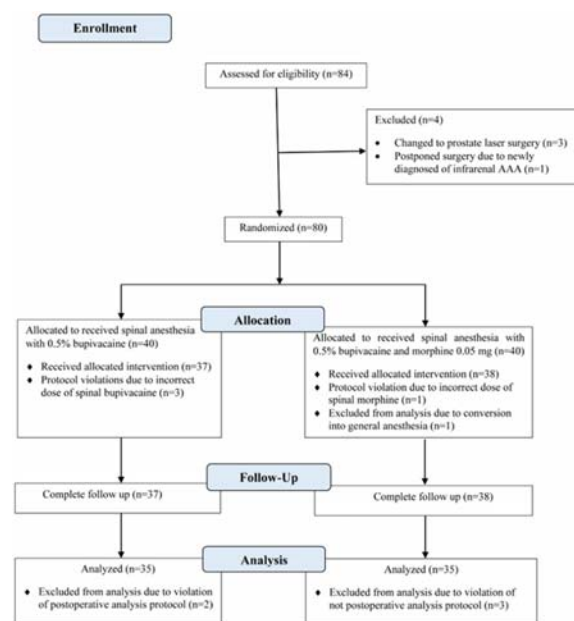 Enrollment
Assessed for eligibility (n=84)
Excluded (n=4)
• Changed to prostate laser surgery (n=3)
• Postponed surgery due to newly
diagnosed of infrarenal AAA (n=1)
Randomized (n=80)
Allocation
Allocated to received spinal anesthesia
with 0.5% bupivacaine (n=40)
♦ Received allocated intervention (n=37)
♦ Protocol violations due to incorrect
dose of spinal bupivacaine (n=3)
Allocated to received spinal anesthesia with
0.5% bupivacaine and morphine 0.05 mg (n=40)
♦ Received allocated intervention (n=38)
♦ Protocol violation due to incorrect dose of
spinal morphine (n=1)
♦ Excluded from analysis due to conversion
into general anesthesia (n=1)
Follow-Up
Complete follow up (n=37)
Complete follow up (n=38)
Analysis
Analyzed (n=35)
♦ Excluded from analysis due to violation
of postoperative analysis protocol (n=2)
Analyzed (n=35)
♦ Excluded from analysis due to violation of
not postoperative analysis protocol (n=3)